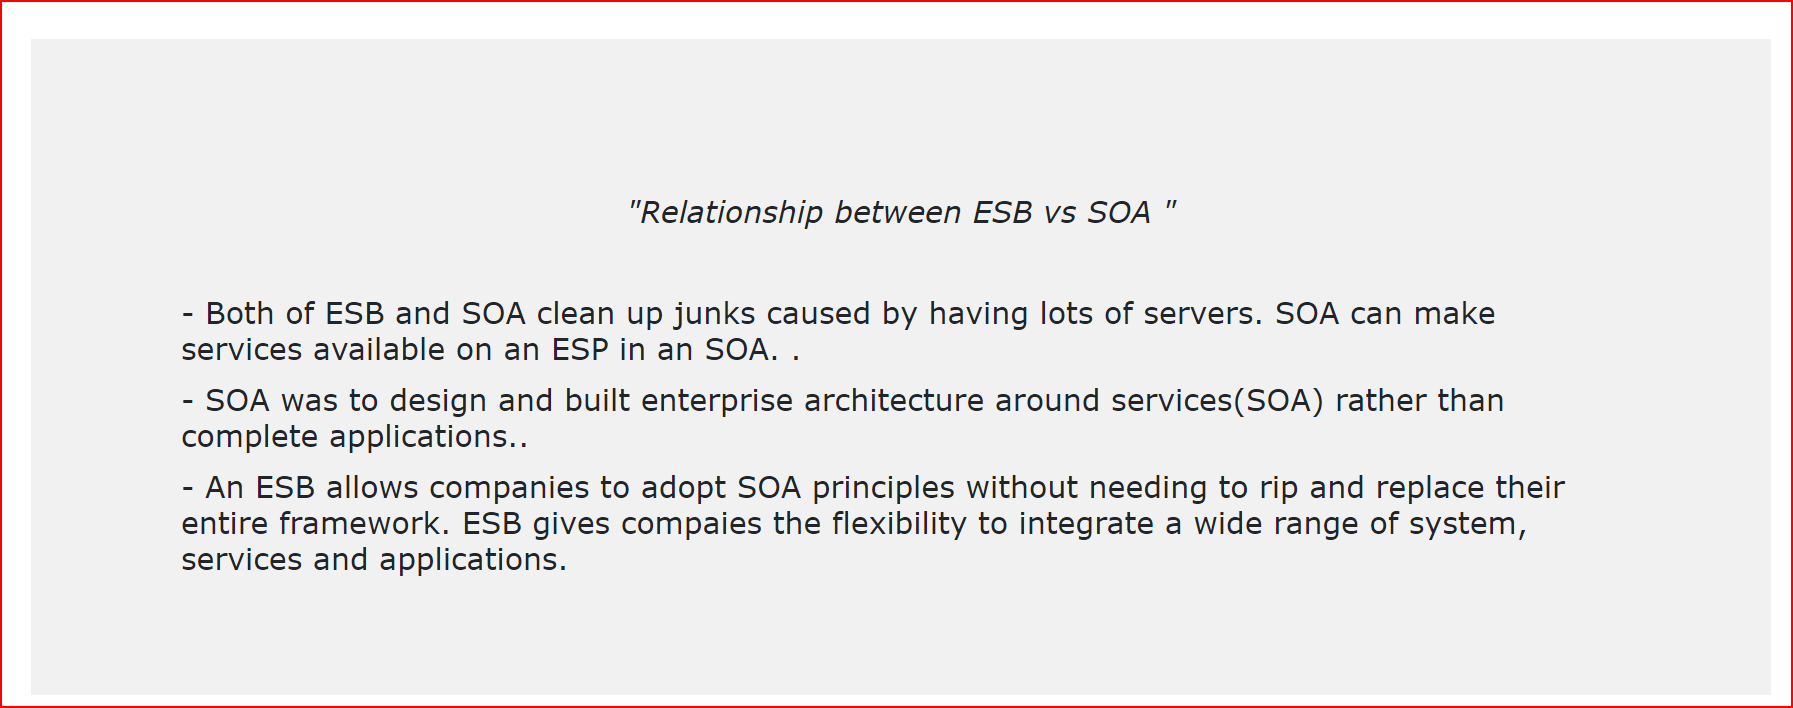 "Relationship between ESB vs SOA "
- Both of ESB and SOA clean up junks caused by having lots of servers. SOA can make
services available on an ESP in an SOA. .
- SOA was to design and built enterprise architecture around services(SOA) rather than
complete applications..
- An ESB allows companies to adopt SOA principles without needing to rip and replace their
entire framework. ESB gives compaies the flexibility to integrate a wide range of system,
services and applications.